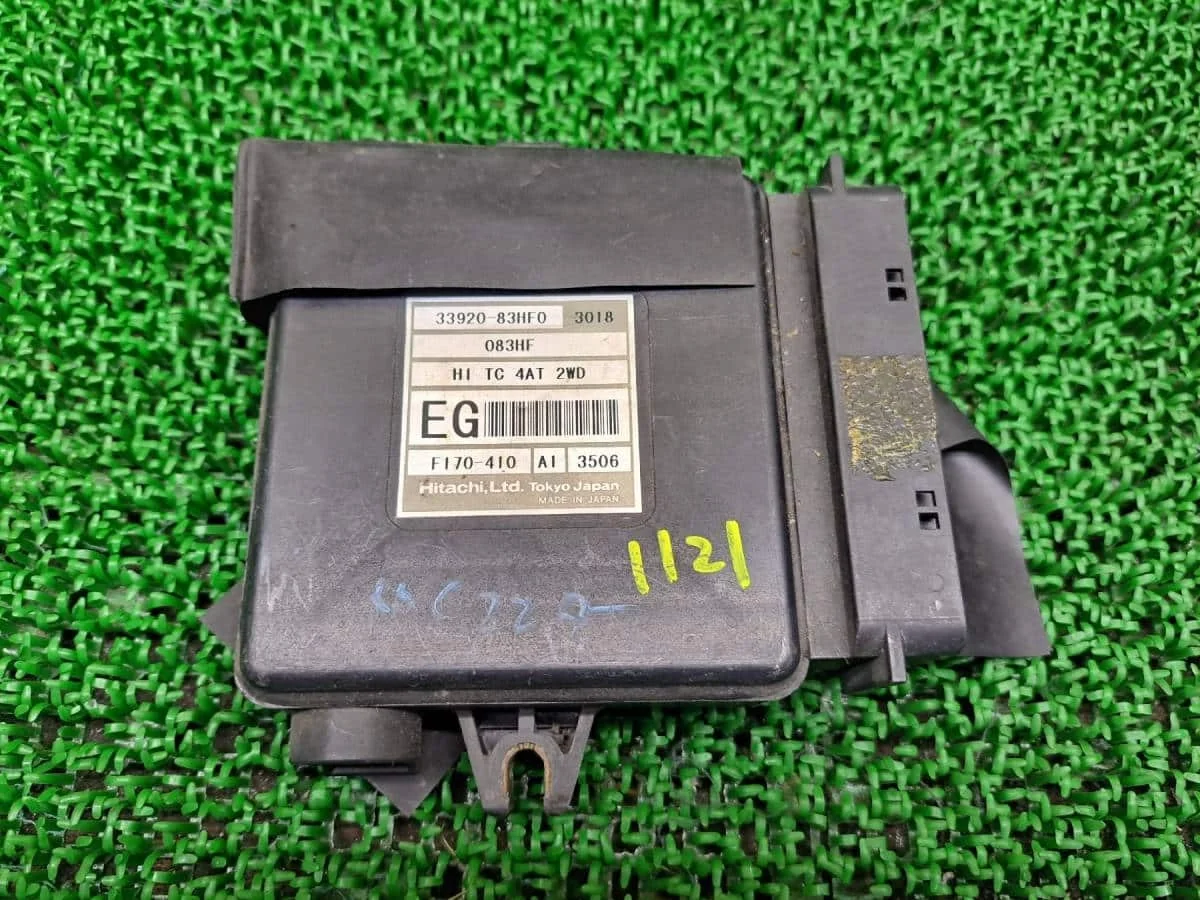 33920-83HF0 3018
083HF
HI TC 4AT 2WD
EG
F170-410 A1 3506
Hitachi,Ltd. Tokyo Japan
MADE IN JAPAN
1121